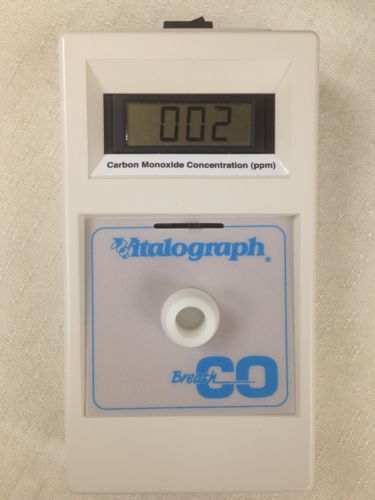 002
Carbon Monoxide Concentration (ppm)
Vitalograph®
Breath CO